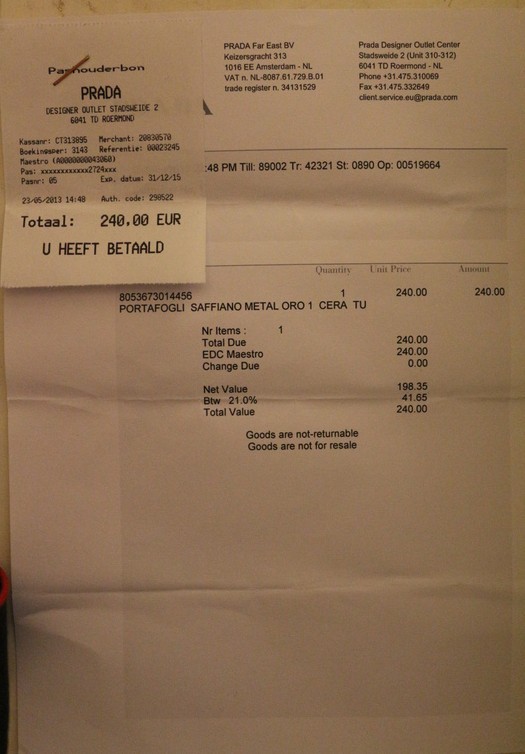 Pashouderbon
PRADA
DESIGNER OUTLET STADSWEIDE 2
6041 TD ROERMOND
Kassanr: CT313895 Merchant: 20830570
Boekingsper: 3143 Referentie: 00023245
Maestro (A0000000043060)
Pas: xxxxxxxxxxxx2724xxx
Pasnr: 05 Exp. datum: 31/12/15
23/05/2013 14:48 Auth. code: 290522
Totaal: 240,00 EUR
U HEEFT BETAALD
PRADA Far East BV
Keizersgracht 313
1016 EE Amsterdam - NL
VAT n. NL-8087.61.729.B.01
trade register n. 34131529
Prada Designer Outlet Center
Stadsweide 2 (Unit 310-312)
6041 TD Roermond - NL
Phone +31.475.310069
Fax +31.475.332649
client.service.eu@prada.com
:48 PM Till: 89002 Tr: 42321 St: 0890 Op: 00519664
Quantity Unit Price Amount
8053673014456 1 240.00 240.00
PORTAFOGLI SAFFIANO METAL ORO 1 CERA TU
Nr Items : 1
Total Due 240.00
EDC Maestro 240.00
Change Due 0.00
Net Value 198.35
Btw 21.0% 41.65
Total Value 240.00
Goods are not-returnable
Goods are not for resale